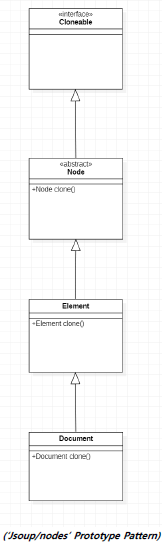 «interface»
Cloneable
«abstract»
Node
+Node clone()
Element
+Element clone()
Document
+Document clone()
('Jsoup/nodes' Prototype Pattern)